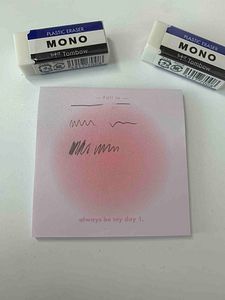 PLASTIC ERASER
MONO
Tombow
PLASTIC ERASER
MONO
Tombow
always be my day 1.